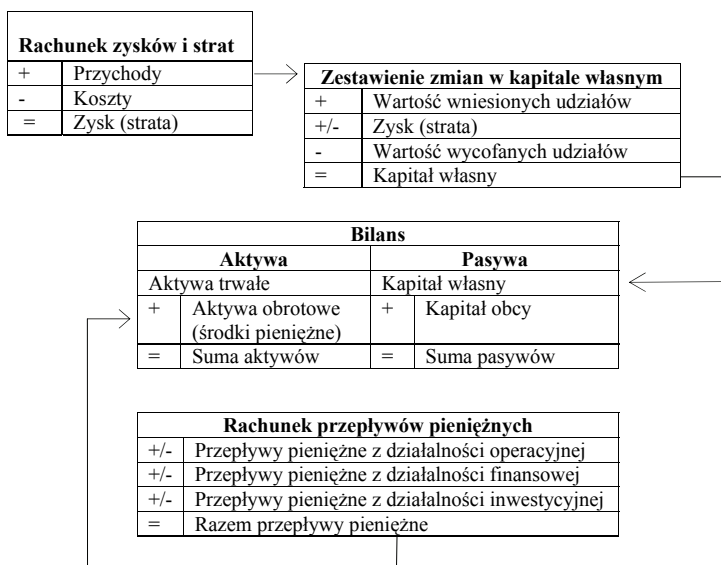 Rachunek zysków i strat
+ Przychody
- Koszty
= Zysk (strata)
Zestawienie zmian w kapitale własnym
+ Wartość wniesionych udziałów
+/- Zysk (strata)
- Wartość wycofanych udziałów
= Kapitał własny
Bilans
Aktywa Pasywa
Aktywa trwałe Kapitał własny
+ Aktywa obrotowe + Kapitał obcy
(środki pieniężne)
= Suma aktywów = Suma pasywów
Rachunek przepływów pieniężnych
+/- Przepływy pieniężne z działalności operacyjnej
+/- Przepływy pieniężne z działalności finansowej
+/- Przepływy pieniężne z działalności inwestycyjnej
= Razem przepływy pieniężne